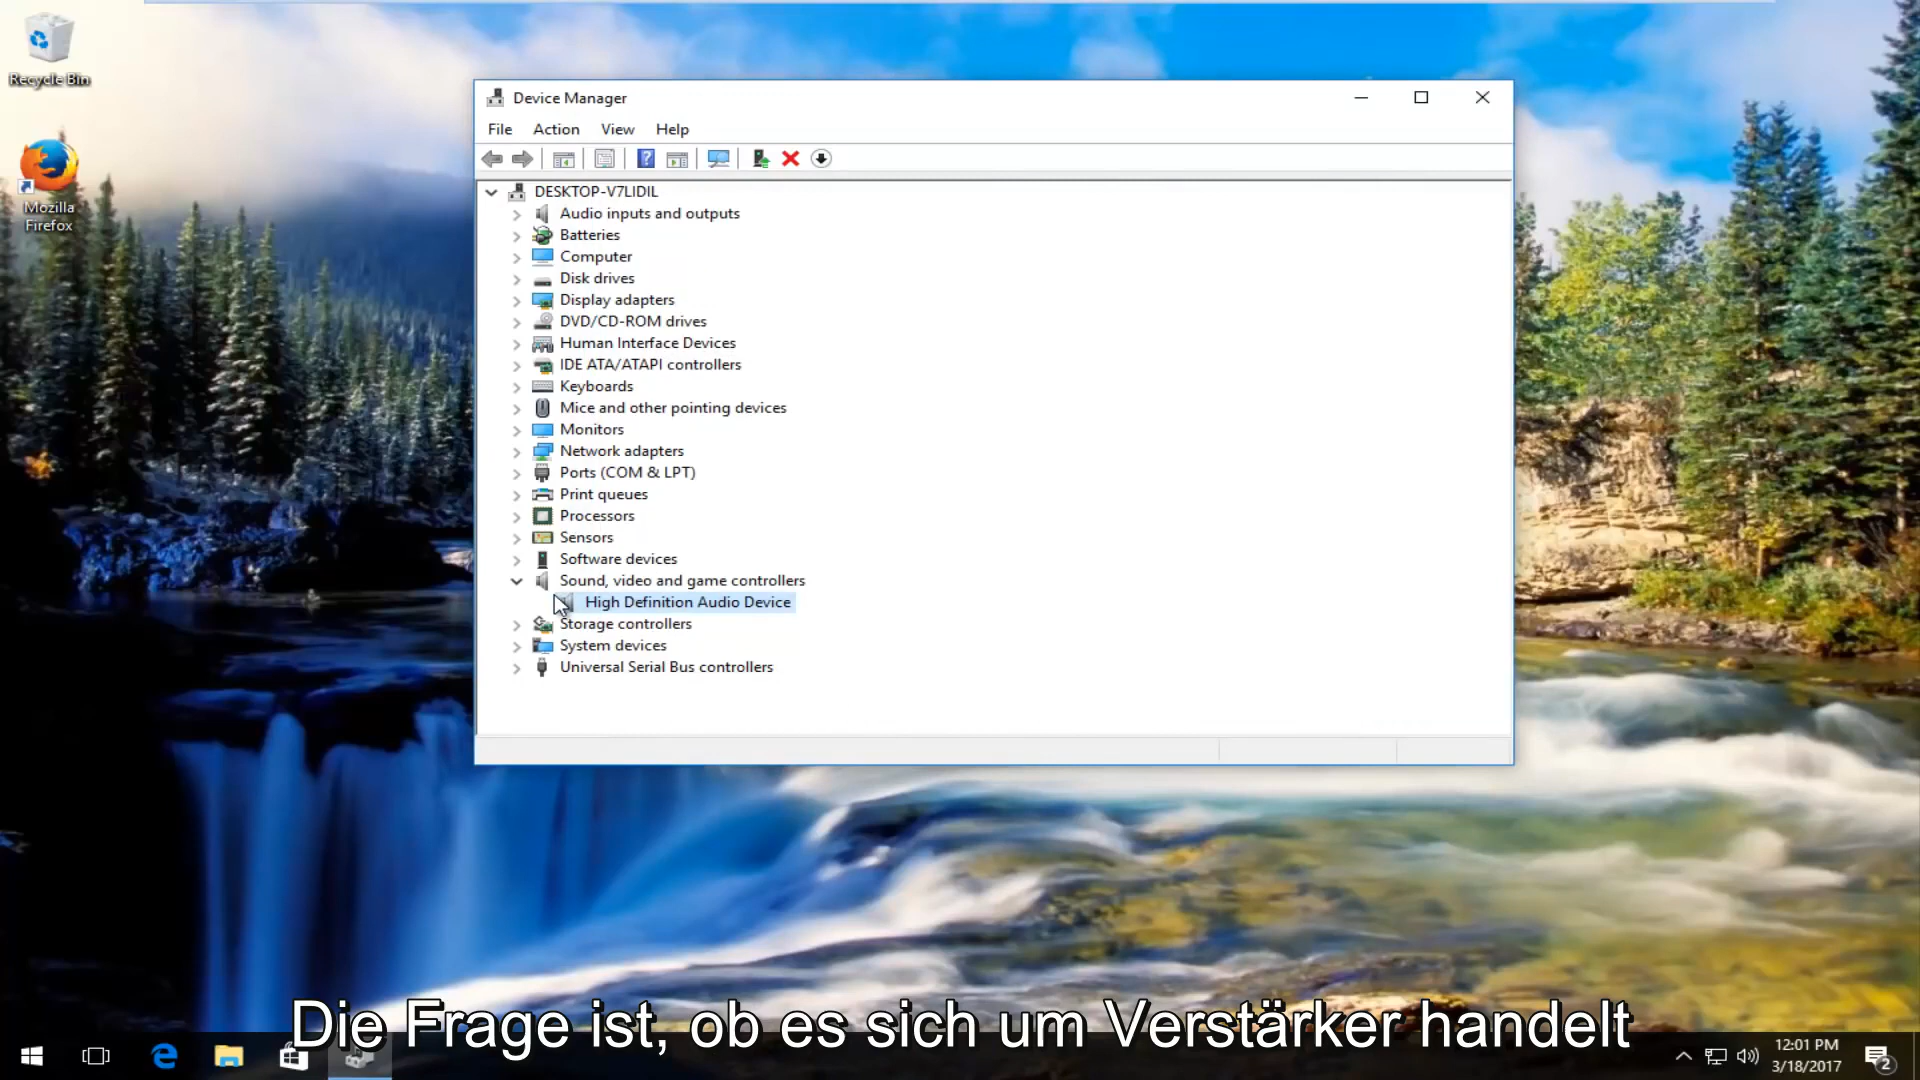 Recycle Bin
Mozilla
Firefox
Device Manager
File Action View Help
DESKTOP-V7LIDIL
Audio inputs and outputs
Batteries
Computer
Disk drives
Display adapters
DVD/CD-ROM drives
Human Interface Devices
IDE ATA/ATAPI controllers
Keyboards
Mice and other pointing devices
Monitors
Network adapters
Ports (COM & LPT)
Print queues
Processors
Sensors
Software devices
Sound, video and game controllers
High Definition Audio Device
Storage controllers
System devices
Universal Serial Bus controllers
Die Frage ist, ob es sich um Verstärker handelt
12:01 PM
3/18/2017
2